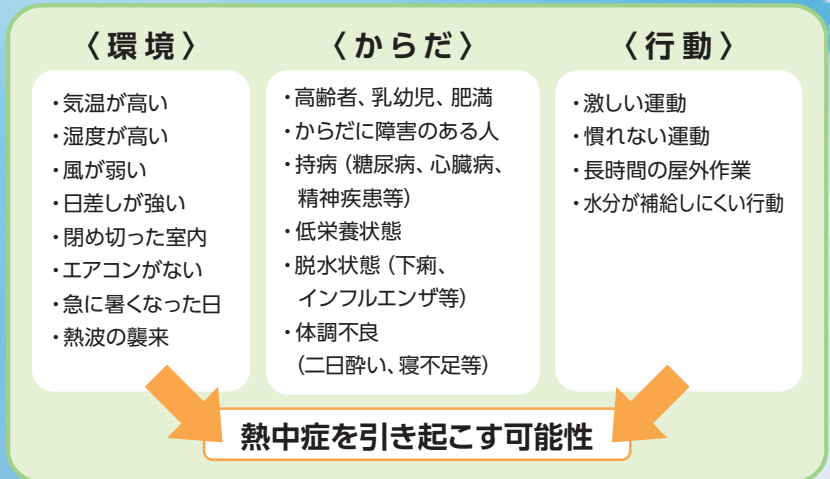 〈環境〉
・気温が高い
・湿度が高い
・風が弱い
・日差しが強い
・閉め切った室内
・エアコンがない
・急に暑くなった日
・熱波の襲来
〈からだ〉
・高齢者、乳幼児、肥満
・からだに障害のある人
・持病（糖尿病、心臓病、
精神疾患等）
・低栄養状態
・脱水状態（下痢、
インフルエンザ等）
・体調不良
（二日酔い、寝不足等）
〈行動〉
・激しい運動
・慣れない運動
・長時間の屋外作業
・水分が補給しにくい行動
熱中症を引き起こす可能性